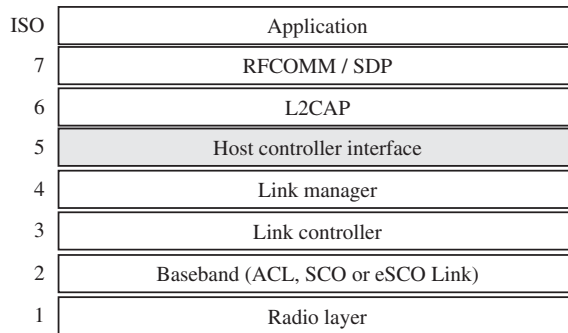 ISO Application
7 RFCOMM / SDP
6 L2CAP
5 Host controller interface
4 Link manager
3 Link controller
2 Baseband (ACL, SCO or eSCO Link)
1 Radio layer